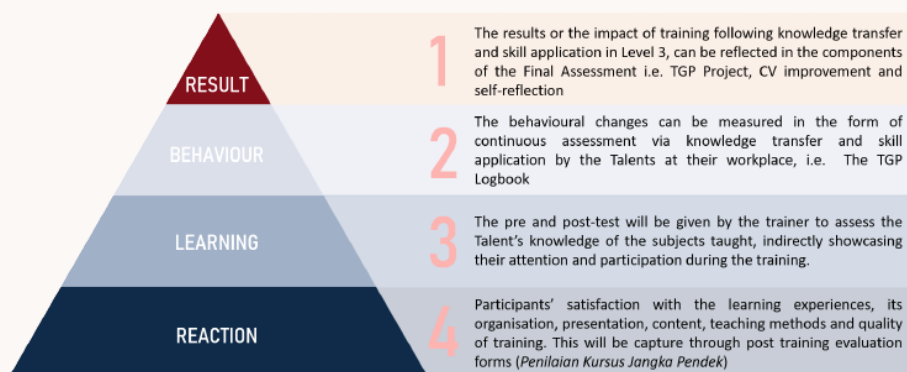 RESULT
1
The results or the impact of training following knowledge transfer
and skill application in Level 3, can be reflected in the components
of the Final Assessment i.e. TGP Project, CV improvement and
self-reflection
BEHAVIOUR
2
The behavioural changes can be measured in the form of
continuous assessment via knowledge transfer and skill
application by the Talents at their workplace, i.e. The TGP
Logbook
LEARNING
3
The pre and post-test will be given by the trainer to assess the
Talent's knowledge of the subjects taught, indirectly showcasing
their attention and participation during the training.
REACTION
4
Participants' satisfaction with the learning experiences, its
organisation, presentation, content, teaching methods and quality
of training. This will be capture through post training evaluation
forms (Penilaian Kursus Jangka Pendek)